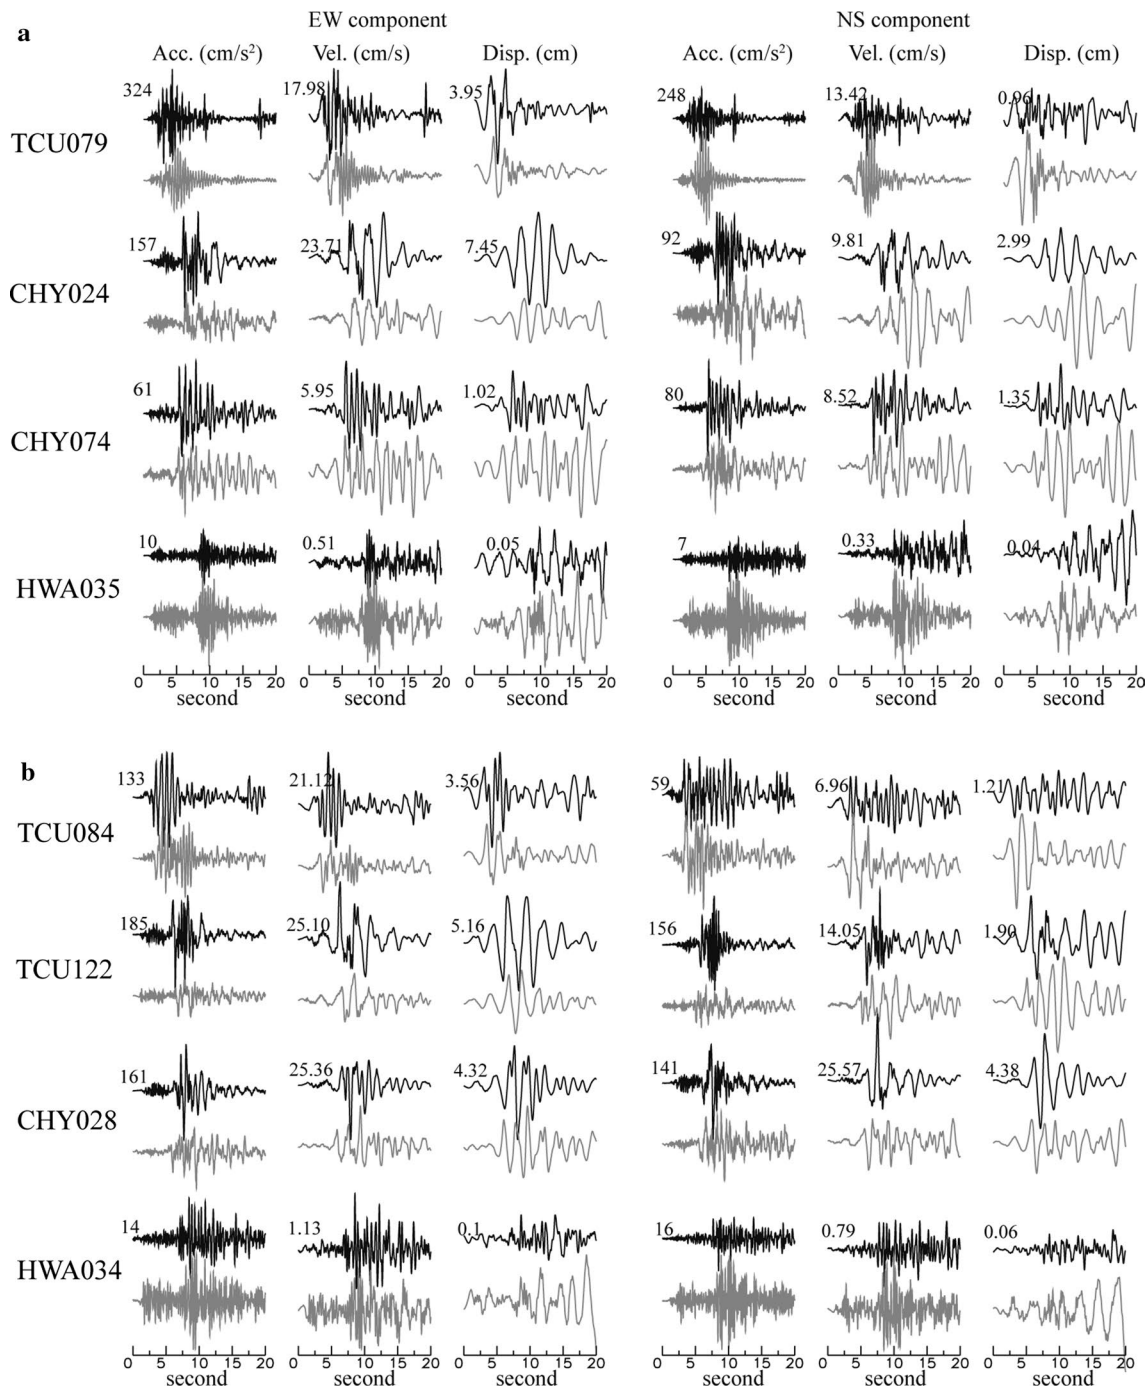 EW component NS component
a
Acc. (cm/s²) Vel. (cm/s) Disp. (cm) Acc. (cm/s²) Vel. (cm/s) Disp. (cm)
TCU079 324 17.98 3.95 248 13.42 0.96
CHY024 157 23.71 7.45 92 9.81 2.99
CHY074 61 5.95 1.02 80 8.52 1.35
HWA035 10 0.51 0.05 7 0.33 0.04
0 5 10 15 20 0 5 10 15 20 0 5 10 15 20 0 5 10 15 20 0 5 10 15 20 0 5 10 15 20
second second second second second second
b
TCU084 133 21.12 3.56 59 6.96 1.21
TCU122 185 25.10 5.16 156 14.05 1.90
CHY028 161 25.36 4.32 141 25.57 4.38
HWA034 14 1.13 0.1 16 0.79 0.06
0 5 10 15 20 0 5 10 15 20 0 5 10 15 20 0 5 10 15 20 0 5 10 15 20 0 5 10 15 20
second second second second second second